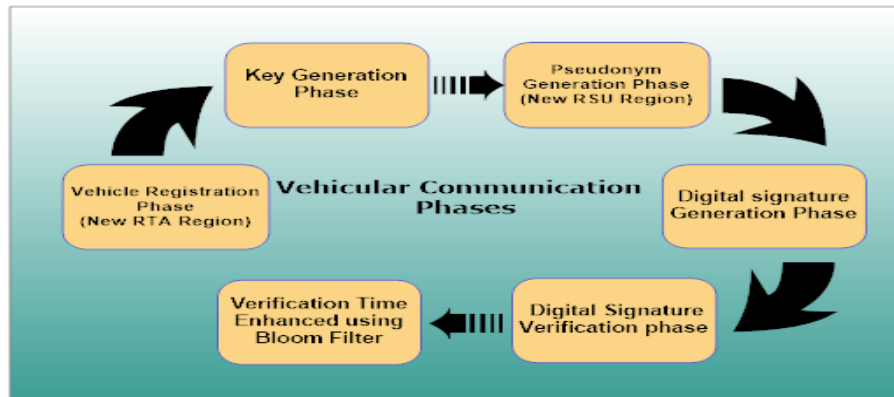 Key Generation
Phase
Pseudonym
Generation Phase
(New RSU Region)
Vehicle Registration
Phase
(New RTA Region)
Vehicular Communication
Phases
Digital signature
Generation Phase
Verification Time
Enhanced using
Bloom Filter
Digital Signature
Verification phase